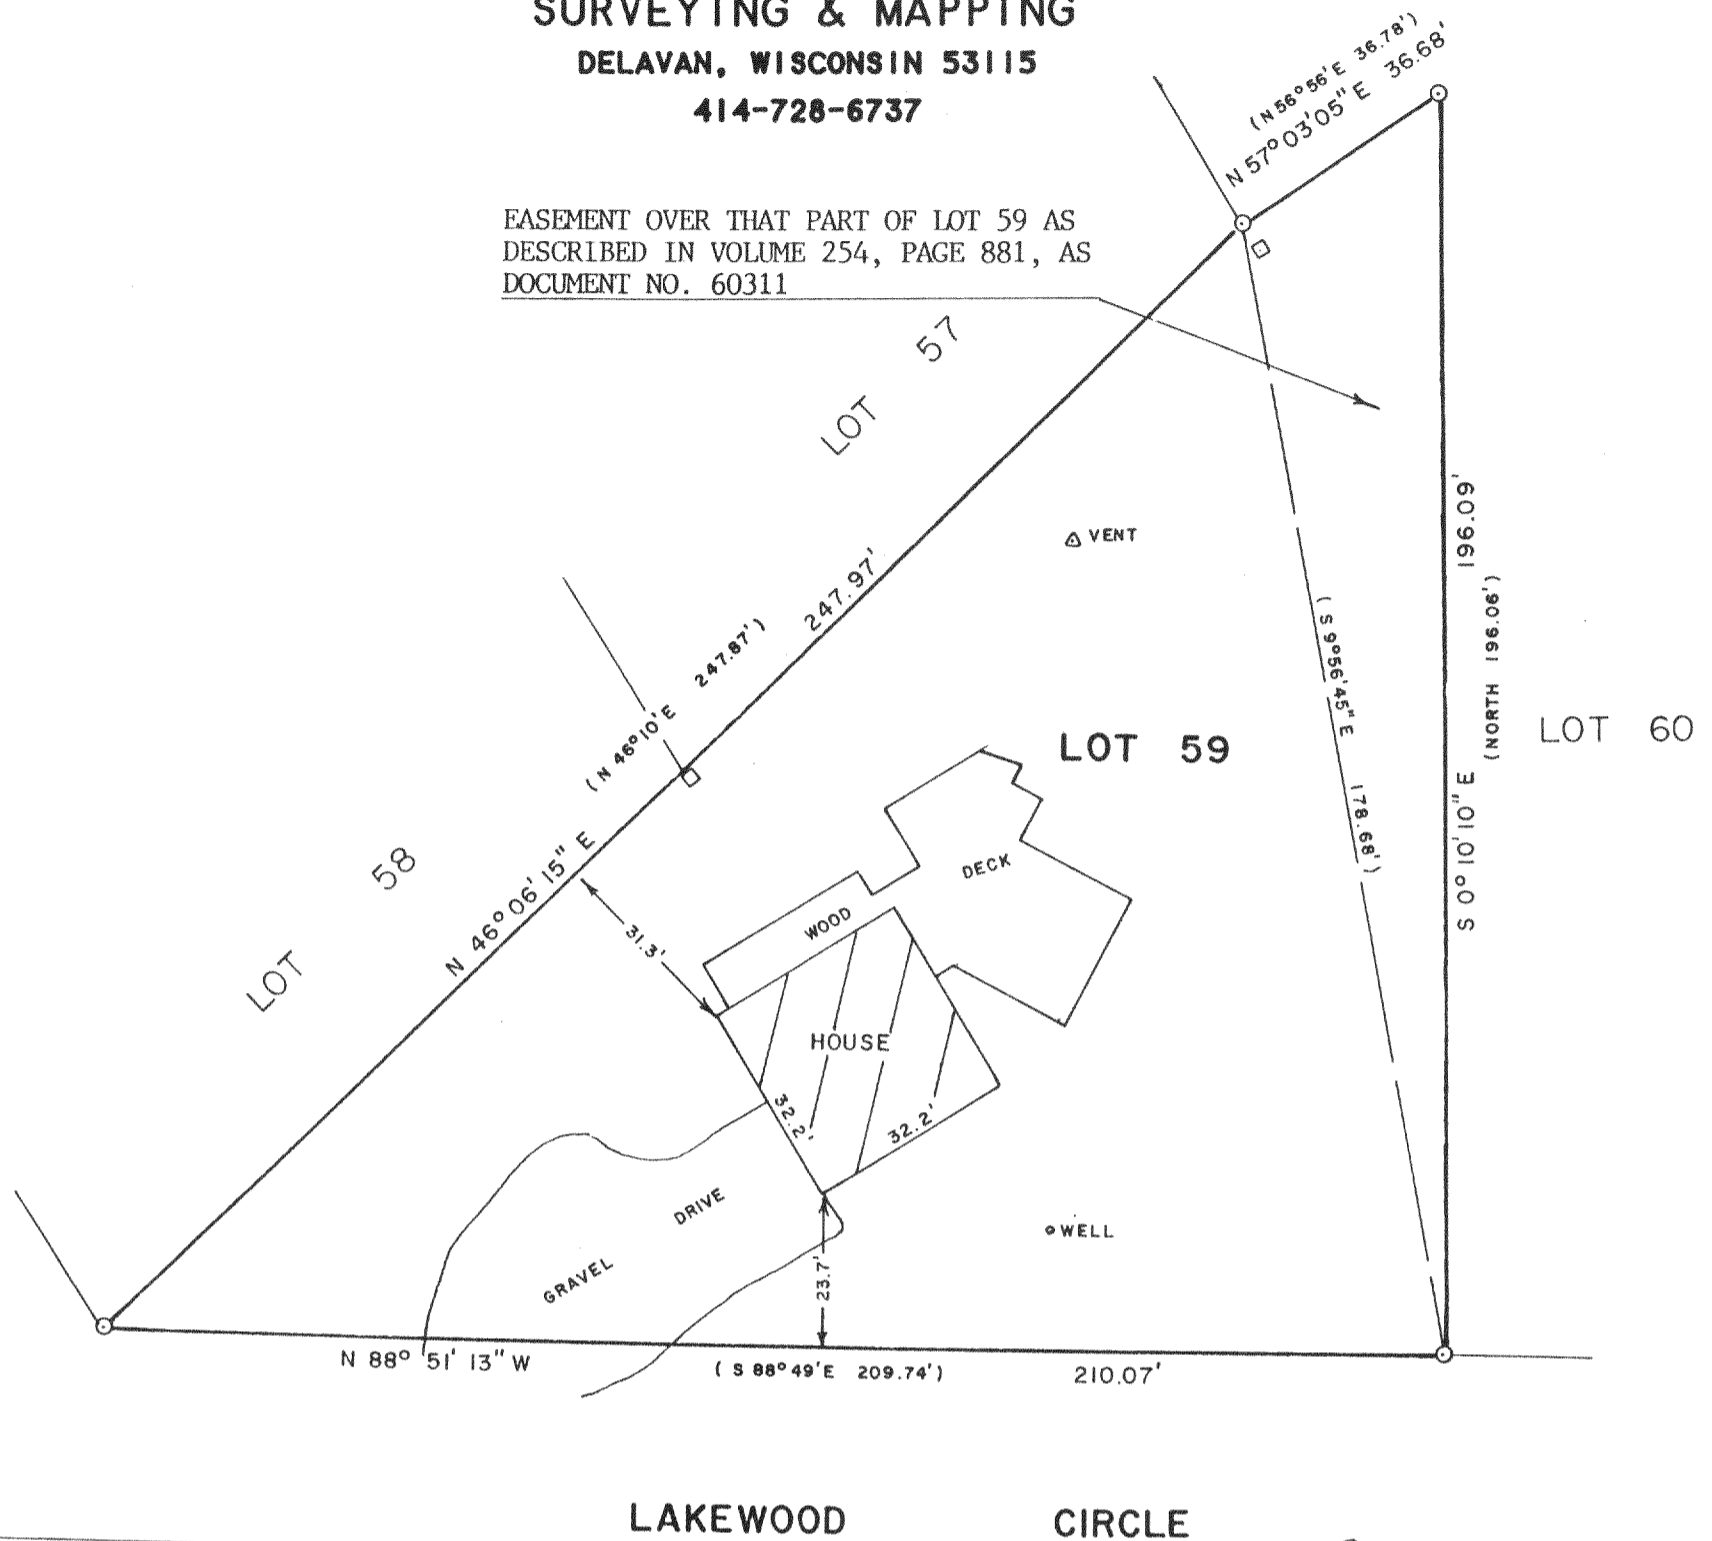 SURVEYING & MAPPING
DELAVAN, WISCONSIN 53115
414-728-6737
(N 56°56'E 36.78')
N 57°03'05" E 36.68'
EASEMENT OVER THAT PART OF LOT 59 AS
DESCRIBED IN VOLUME 254, PAGE 881, AS
DOCUMENT NO. 60311
LOT 57
VENT
196.09'
(NORTH 196.06')
S 0°10'10" E
LOT 60
247.97'
(N 46°10'E 247.87')
N 46°06'15" E
(S 9°56'45" E 178.68')
LOT 59
LOT 58
DECK
WOOD
31.3'
HOUSE
32.2'
32.2'
GRAVEL DRIVE
WELL
23.7'
N 88° 51' 13" W
(S 88°49'E 209.74')
210.07'
LAKEWOOD CIRCLE